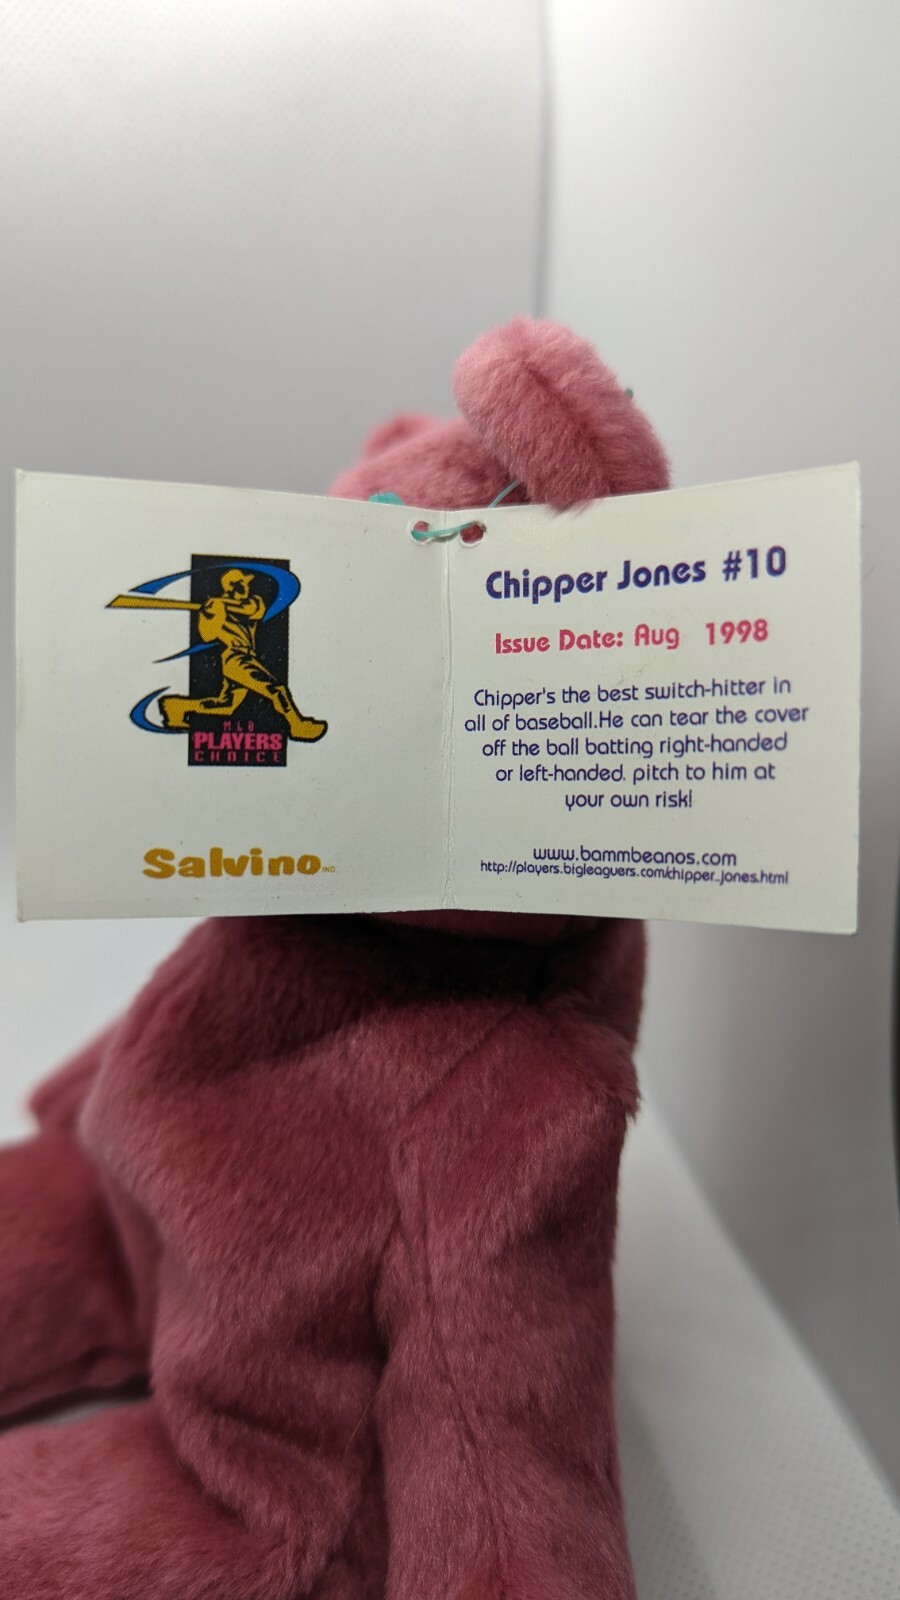 MLB
PLAYERS
CHOICE
Salvino INC.
Chipper Jones #10
Issue Date: Aug 1998
Chipper's the best switch-hitter in
all of baseball.He can tear the cover
off the ball batting right-handed
or left-handed. pitch to him at
your own risk!
www.bammbeanos.com
http://players.bigleaguers.com/chipper_jones.html